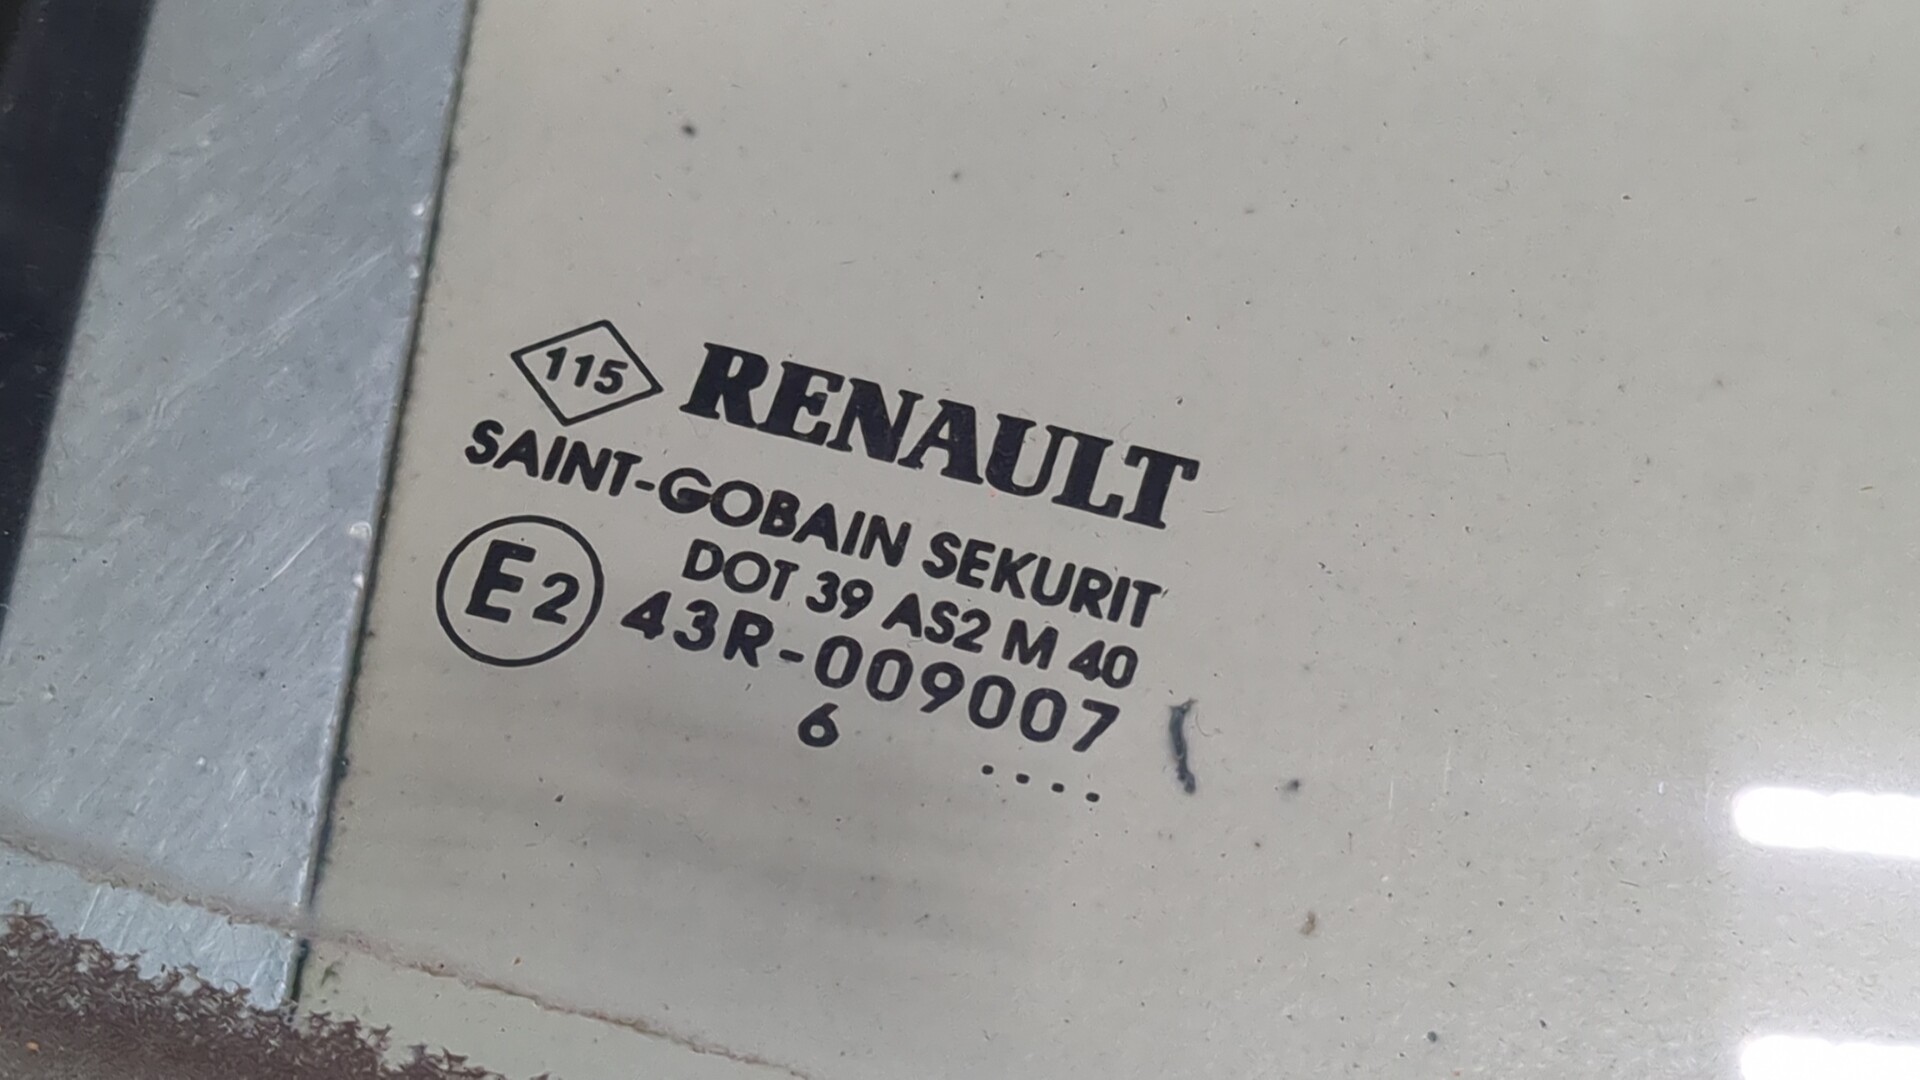 115 RENAULT
SAINT-GOBAIN SEKURIT
DOT 39 AS2 M 40
E2 43R-009007
6
....